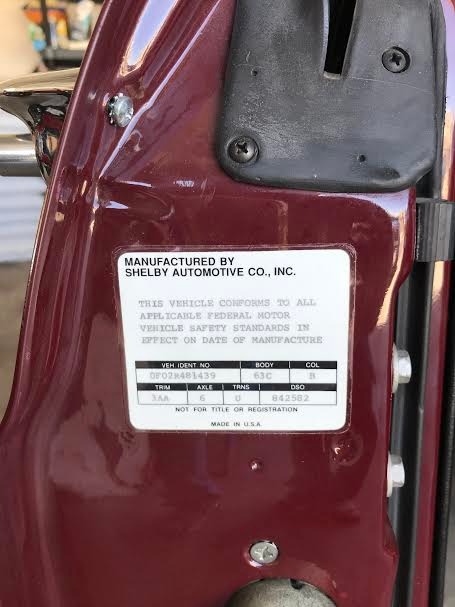 MANUFACTURED BY
SHELBY AUTOMOTIVE CO., INC.
THIS VEHICLE CONFORMS TO ALL
APPLICABLE FEDERAL MOTOR
VEHICLE SAFETY STANDARDS IN
EFFECT ON DATE OF MANUFACTURE
VEH IDENT. NO BODY COL
0F02R481439 63C B
TRIM AXLE TRNS DSO
3AA 6 U 842582
NOT FOR TITLE OR REGISTRATION
MADE IN U.S.A.